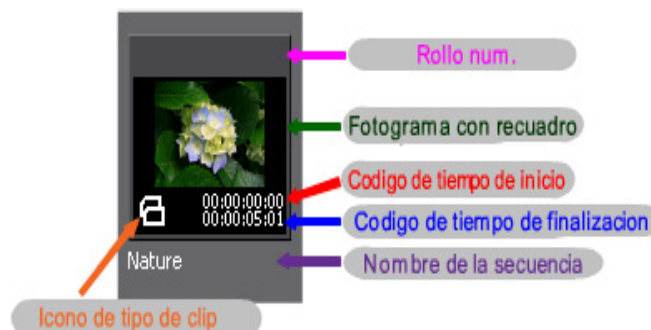 Rollo num.
Fotograma con recuadro
Codigo de tiempo de inicio
00:00:00:00
00:00:05:01
Codigo de tiempo de finalizacion
Nature
Nombre de la secuencia
Icono de tipo de clip